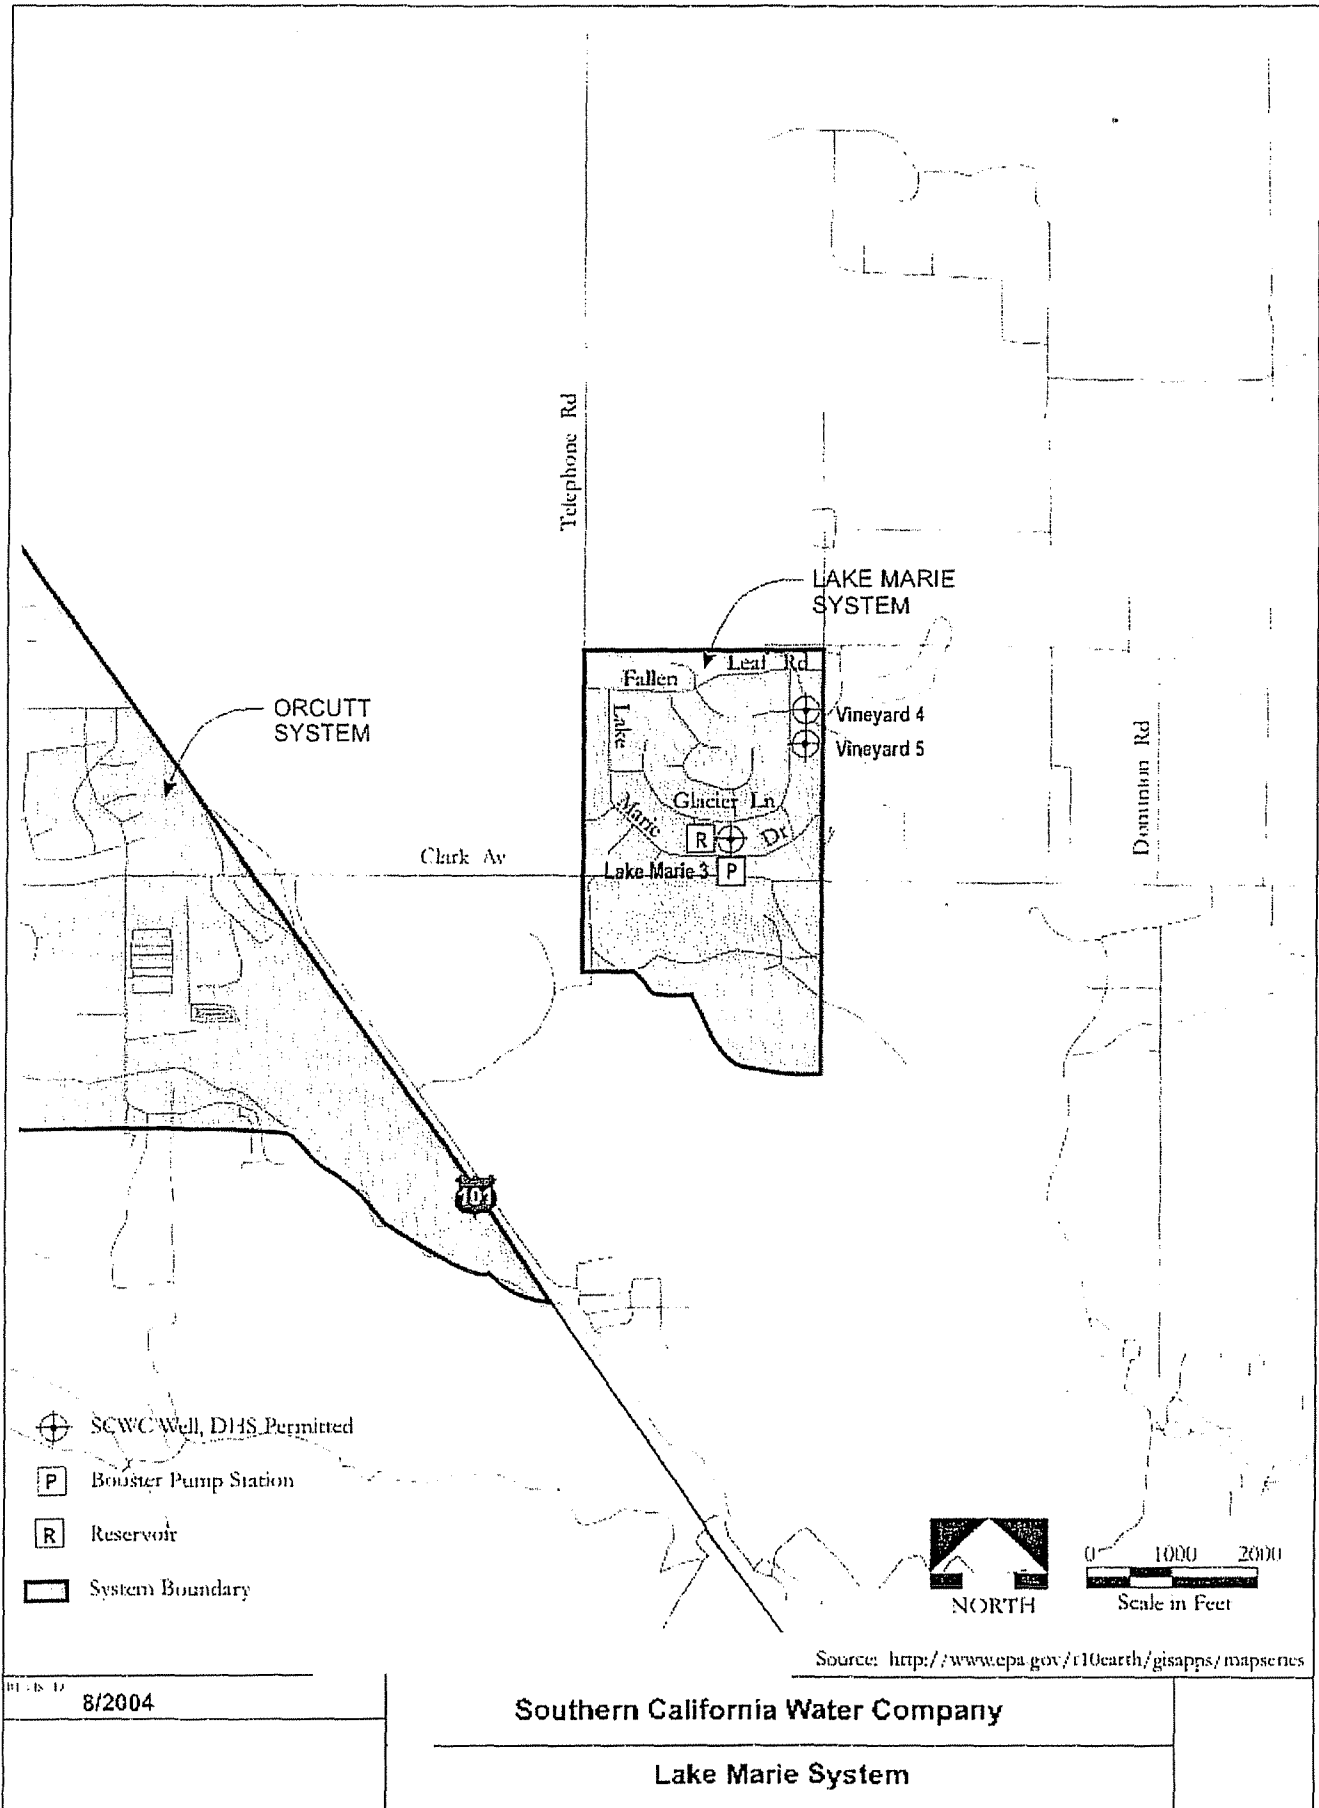 Telephone Rd
LAKE MARIE
SYSTEM
Fallen
Leaf Rd
ORCUTT
SYSTEM
Lake
Vineyard 4
Vineyard 5
Dominion Rd
Glacier Ln
Marie
R
Dr
Clark Av
Lake Marie 3
P
101
SCWC Well, DHS Permitted
P
Booster Pump Station
R
Reservoir
System Boundary
NORTH
0 1000 2000
Scale in Feet
Source: http://www.epa.gov/r10earth/gisapps/mapseries
8/2004
Southern California Water Company
Lake Marie System